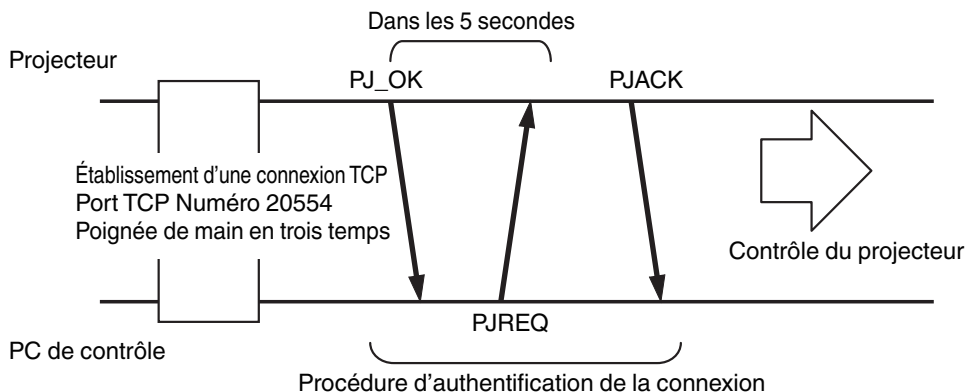 Dans les 5 secondes
Projecteur
PJ_OK
PJACK
Établissement d'une connexion TCP
Port TCP Numéro 20554
Poignée de main en trois temps
Contrôle du projecteur
PJREQ
PC de contrôle
Procédure d'authentification de la connexion